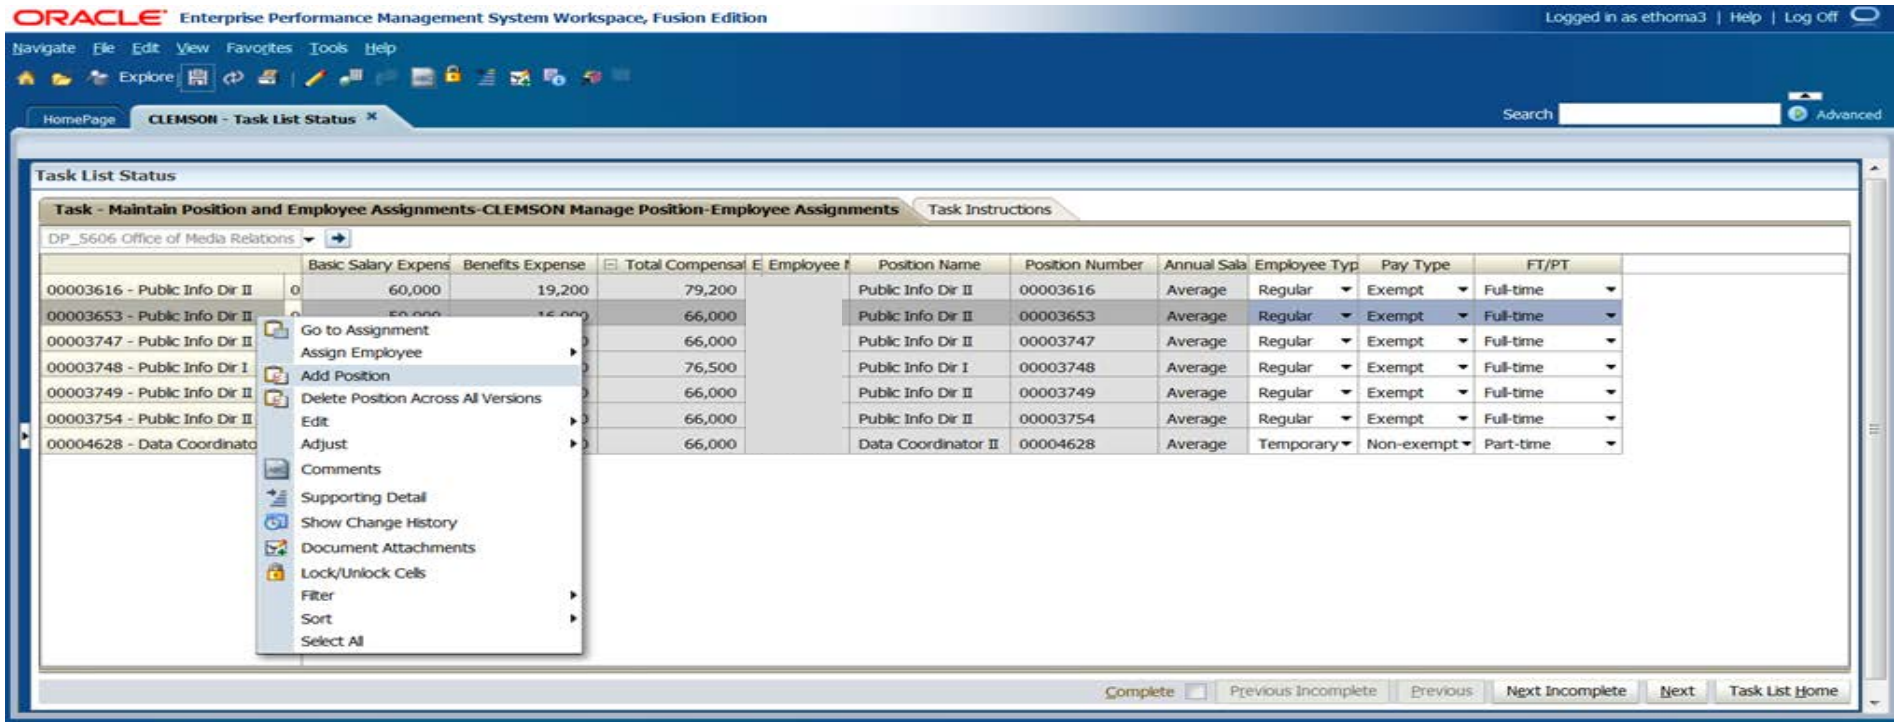 ORACLE Enterprise Performance Management System Workspace, Fusion Edition
Logged in as ethoma3 | Help | Log Off
Navigate File Edit View Favorites Tools Help
Explore
HomePage CLEMSON - Task List Status
Search Advanced
Task List Status
Task - Maintain Position and Employee Assignments-CLEMSON Manage Position-Employee Assignments Task Instructions
DP_5606 Office of Media Relations
Basic Salary Expens Benefits Expense Total Compensat E Employee Position Name Position Number Annual Sala Employee Typ Pay Type FT/PT
00003616 - Public Info Dir II 0 60,000 19,200 79,200 Public Info Dir II 00003616 Average Regular Exempt Full-time
00003653 - Public Info Dir II 50,000 16,000 66,000 Public Info Dir II 00003653 Average Regular Exempt Full-time
00003747 - Public Info Dir II 66,000 Public Info Dir II 00003747 Average Regular Exempt Full-time
00003748 - Public Info Dir I 76,500 Public Info Dir I 00003748 Average Regular Exempt Full-time
00003749 - Public Info Dir II 66,000 Public Info Dir II 00003749 Average Regular Exempt Full-time
00003754 - Public Info Dir II 66,000 Public Info Dir II 00003754 Average Regular Exempt Full-time
00004628 - Data Coordinato 66,000 Data Coordinator II 00004628 Average Temporary Non-exempt Part-time
Go to Assignment
Assign Employee
Add Position
Delete Position Across All Versions
Edit
Adjust
Comments
Supporting Detail
Show Change History
Document Attachments
Lock/Unlock Cells
Filter
Sort
Select All
Complete Previous Incomplete Previous Next Incomplete Next Task List Home